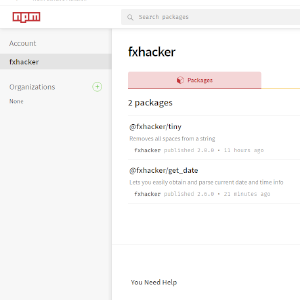 npm
Search packages
Account
fxhacker
Organizations
None
fxhacker
Packages
2 packages
@fxhacker/tiny
Removes all spaces from a string
fxhacker published 2.0.0 • 11 hours ago
@fxhacker/get_date
Lets you easily obtain and parse current date and time info
fxhacker published 2.0.0 • 21 minutes ago
You Need Help